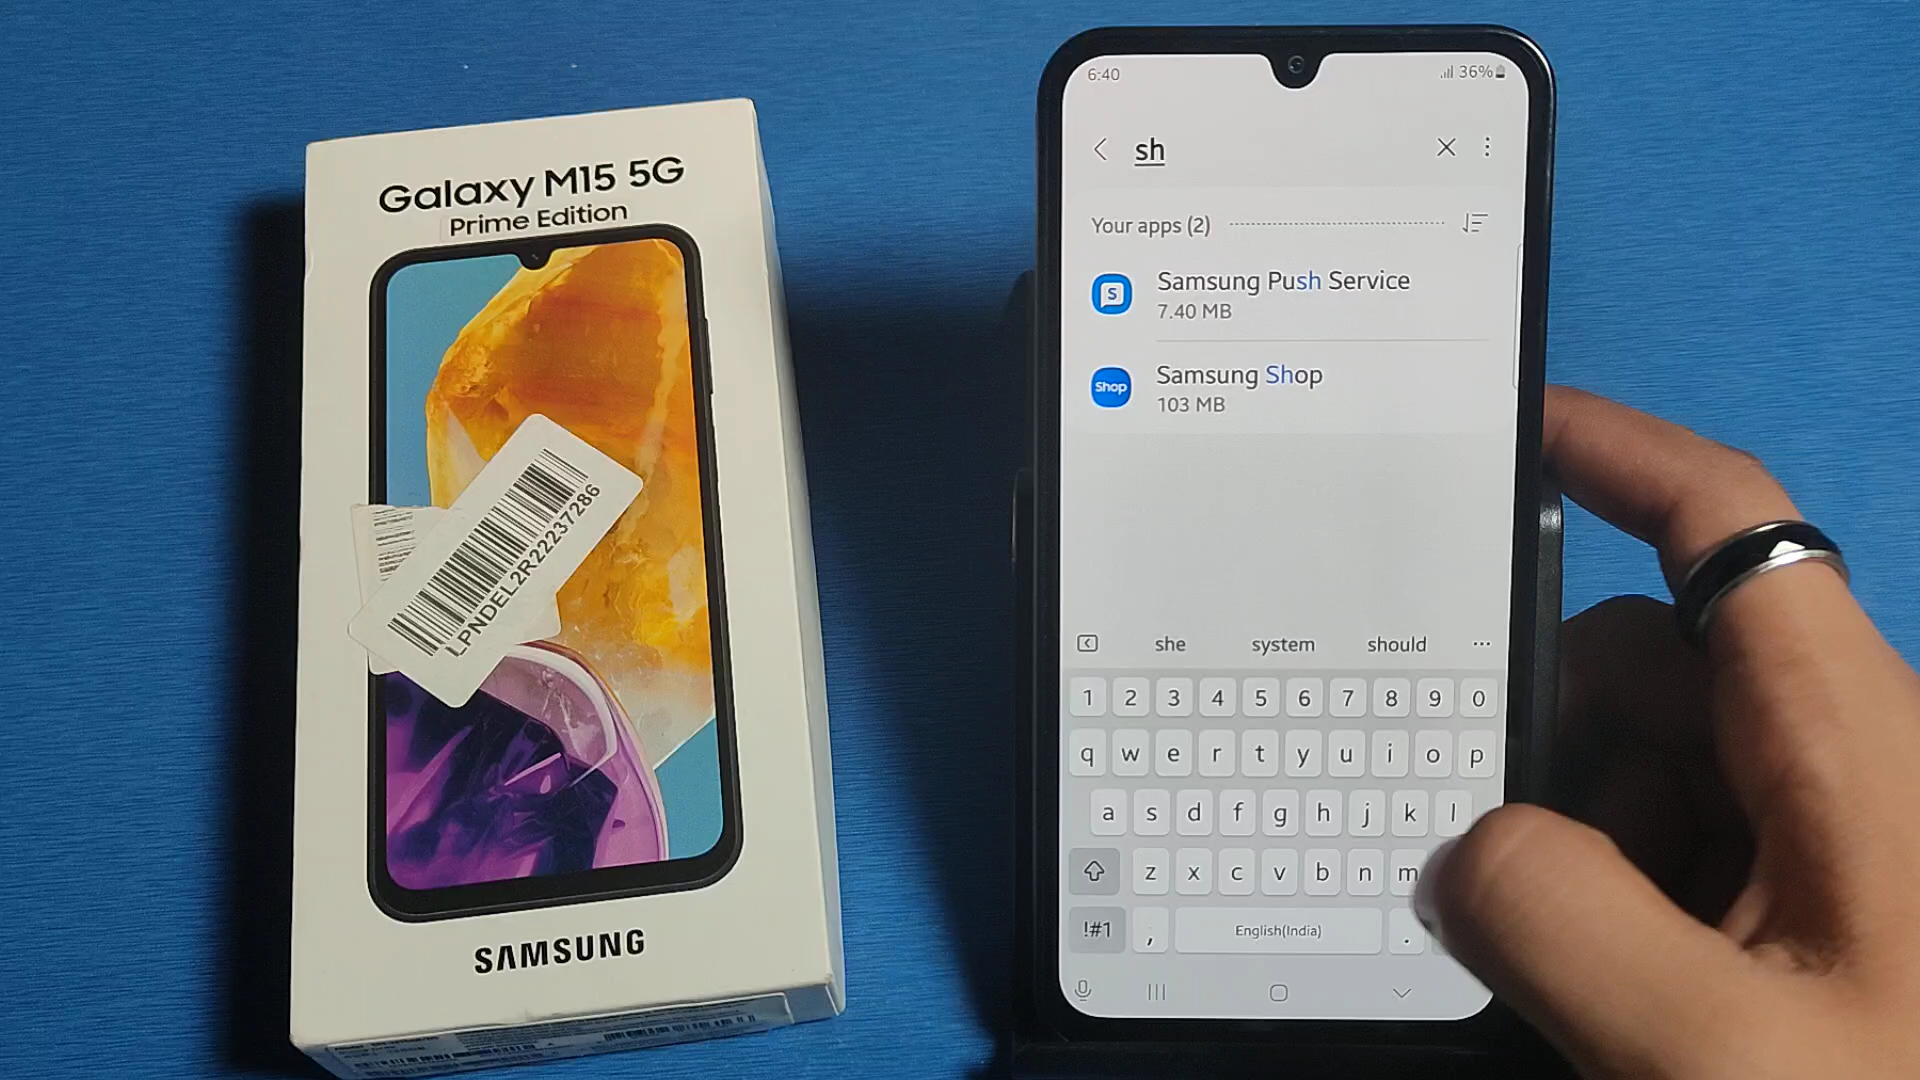 Galaxy M15 5G
Prime Edition
LPNDEL2R22237286
SAMSUNG
6:40
36%
sh
Your apps (2)
S
Samsung Push Service
7.40 MB
Shop
Samsung Shop
103 MB
she system should
1 2 3 4 5 6 7 8 9 0
q w e r t y u i o p
a s d f g h j k l
z x c v b n m
!#1 , English(India) .